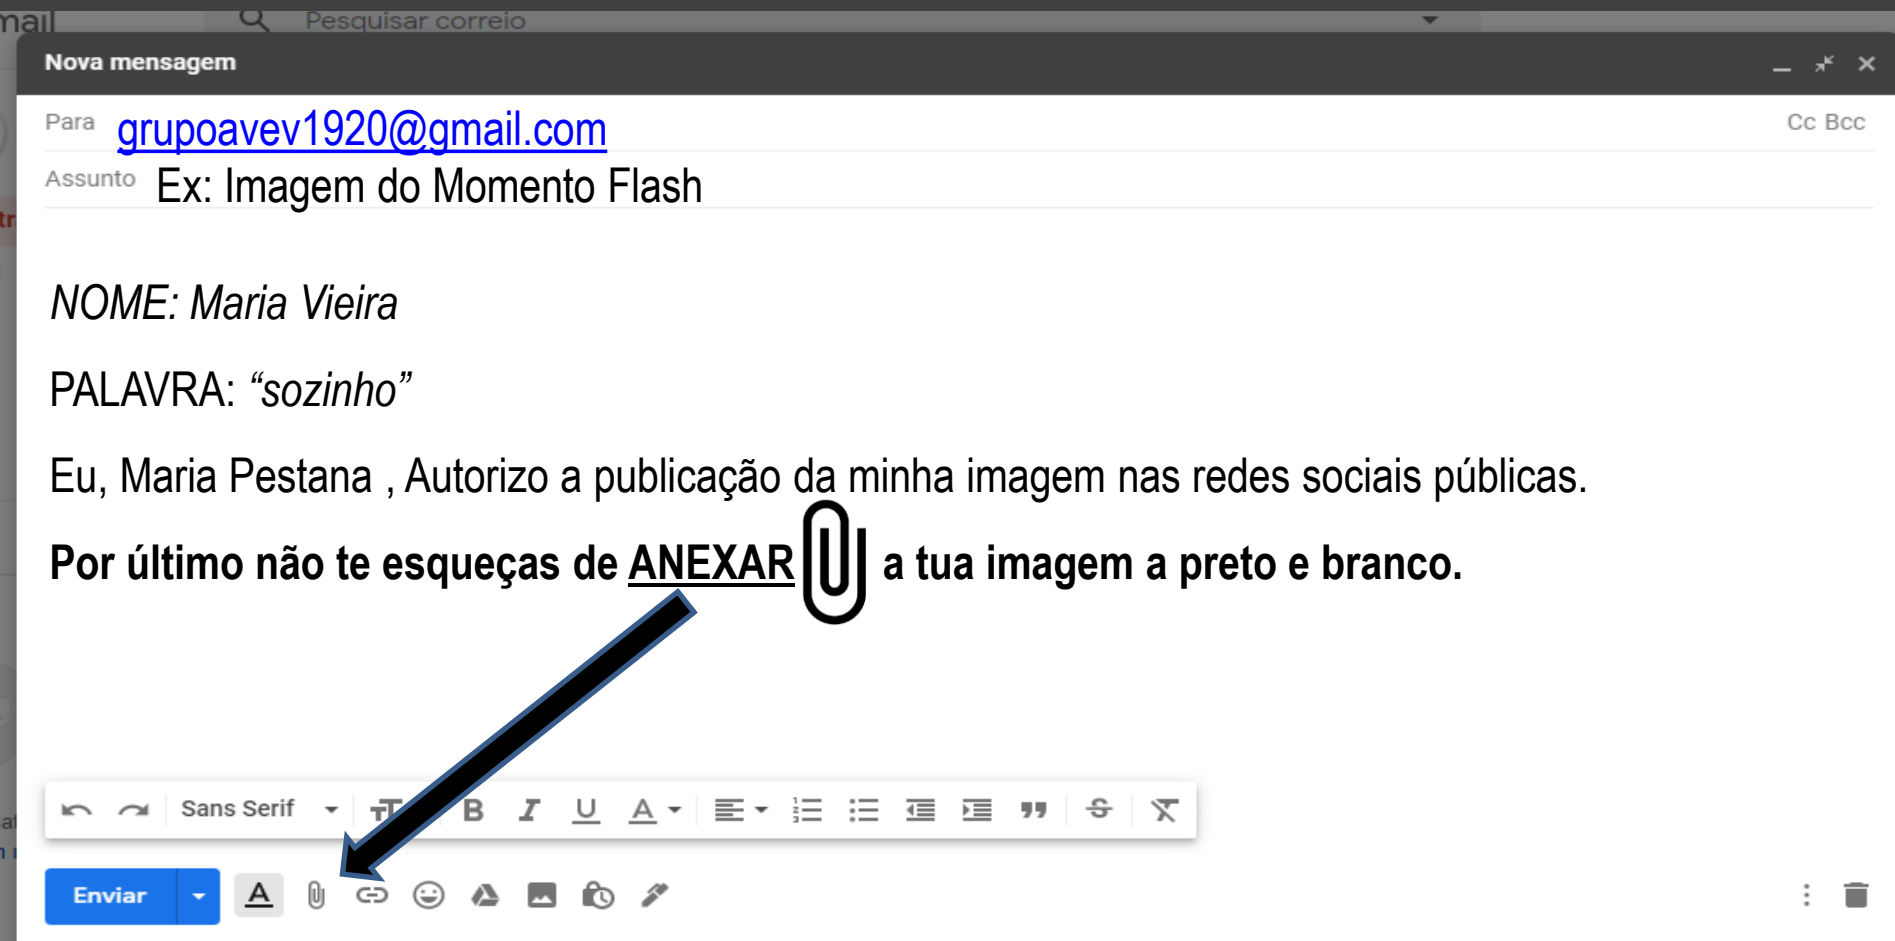 mail Pesquisar correio
Nova mensagem
Para grupoavev1920@gmail.com Cc Bcc
Assunto Ex: Imagem do Momento Flash
NOME: Maria Vieira
PALAVRA: “sozinho”
Eu, Maria Pestana , Autorizo a publicação da minha imagem nas redes sociais públicas.
Por último não te esqueças de ANEXAR a tua imagem a preto e branco.
Sans Serif
Enviar